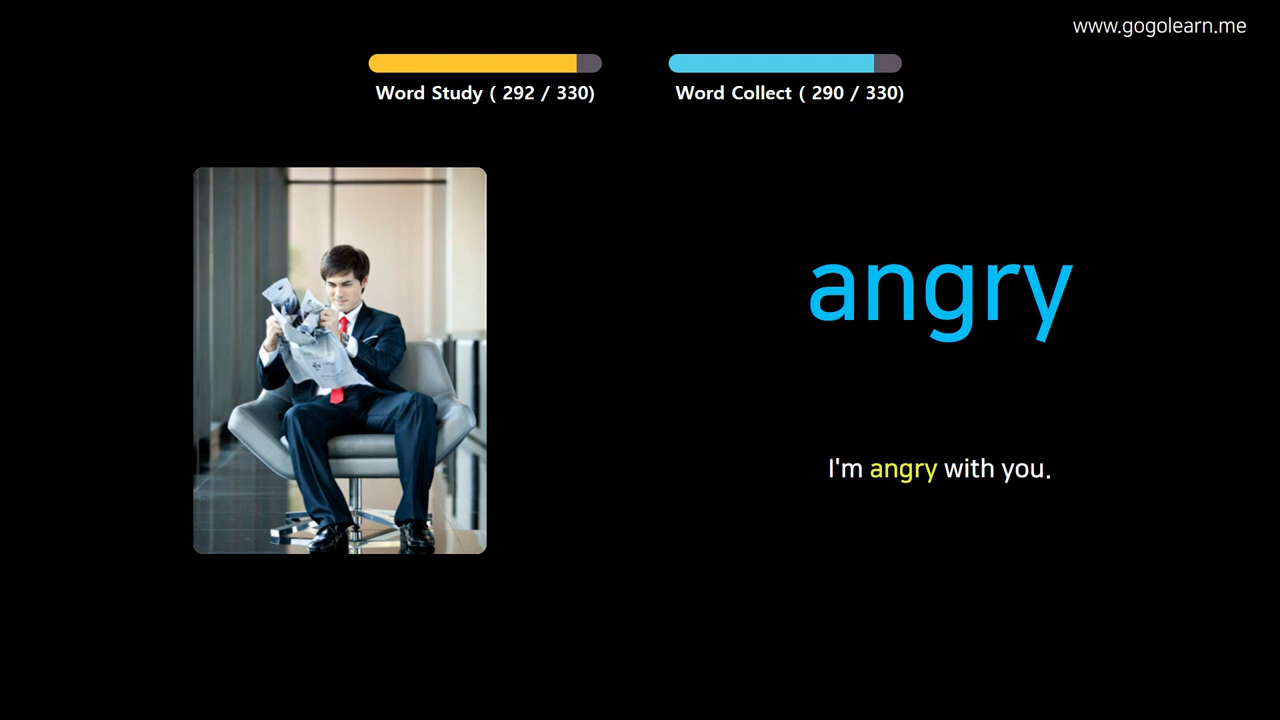 www.gogolearn.me
Word Study ( 292 / 330)
Word Collect ( 290 / 330)
angry
I'm angry with you.